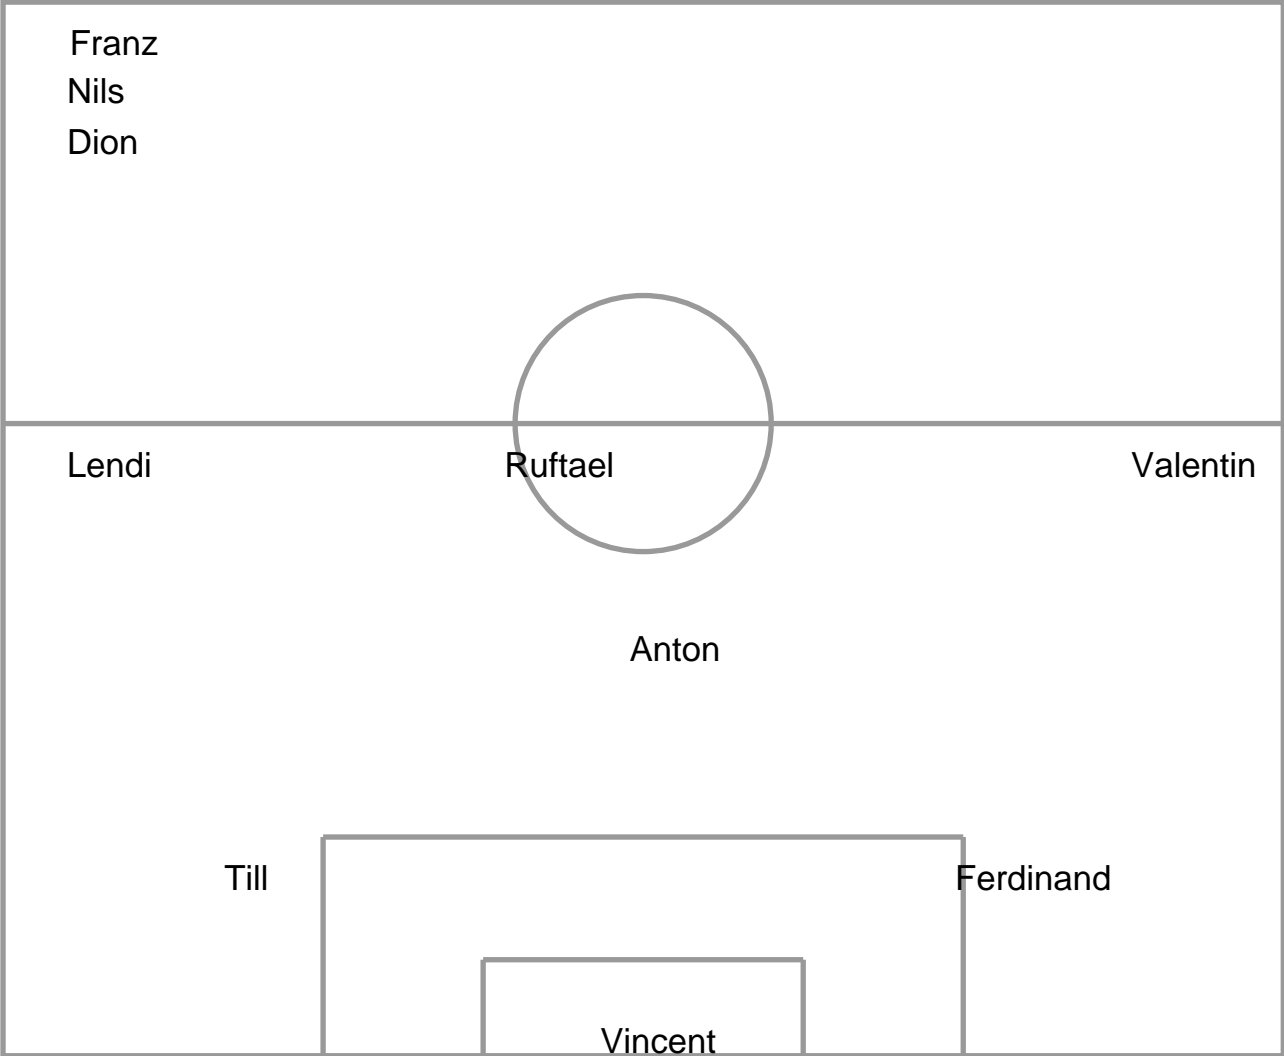 Franz
Nils
Dion
Lendi Ruftael Valentin
Anton
Till Ferdinand
Vincent